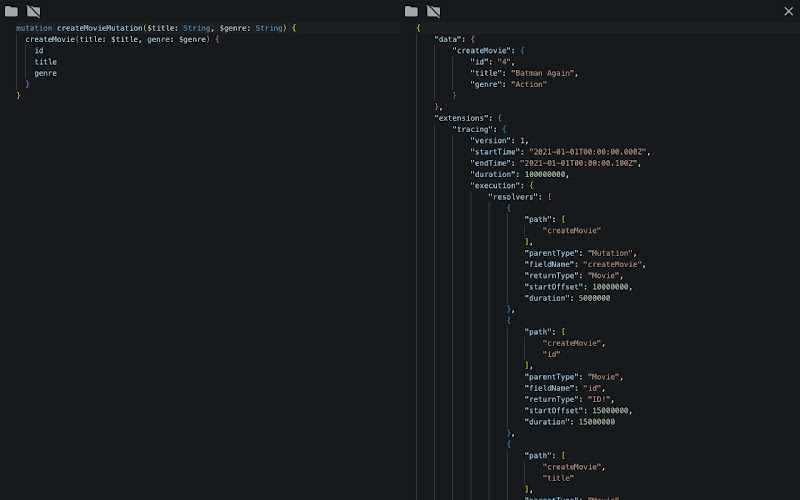 mutation createMovieMutation($title: String, $genre: String) {
createMovie(title: $title, genre: $genre) {
id
title
genre
}
}
{
"data": {
"createMovie": {
"id": "4",
"title": "Batman Again",
"genre": "Action"
}
},
"extensions": {
"tracing": {
"version": 1,
"startTime": "2021-01-01T00:00:00.000Z",
"endTime": "2021-01-01T00:00:00.100Z",
"duration": 100000000,
"execution": {
"resolvers": [
{
"path": [
"createMovie"
],
"parentType": "Mutation",
"fieldName": "createMovie",
"returnType": "Movie",
"startOffset": 10000000,
"duration": 5000000
},
{
"path": [
"createMovie",
"id"
],
"parentType": "Movie",
"fieldName": "id",
"returnType": "ID!",
"startOffset": 15000000,
"duration": 15000000
},
{
"path": [
"createMovie",
"title"
],
"parentType": "Movie",